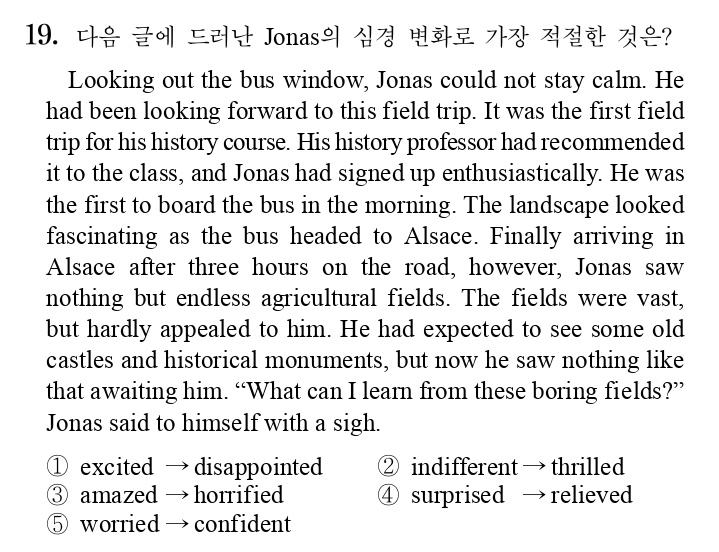 19. 다음 글에 드러난 Jonas의 심경 변화로 가장 적절한 것은?
Looking out the bus window, Jonas could not stay calm. He
had been looking forward to this field trip. It was the first field
trip for his history course. His history professor had recommended
it to the class, and Jonas had signed up enthusiastically. He was
the first to board the bus in the morning. The landscape looked
fascinating as the bus headed to Alsace. Finally arriving in
Alsace after three hours on the road, however, Jonas saw
nothing but endless agricultural fields. The fields were vast,
but hardly appealed to him. He had expected to see some old
castles and historical monuments, but now he saw nothing like
that awaiting him. “What can I learn from these boring fields?”
Jonas said to himself with a sigh.
① excited → disappointed ② indifferent → thrilled
③ amazed → horrified ④ surprised → relieved
⑤ worried → confident